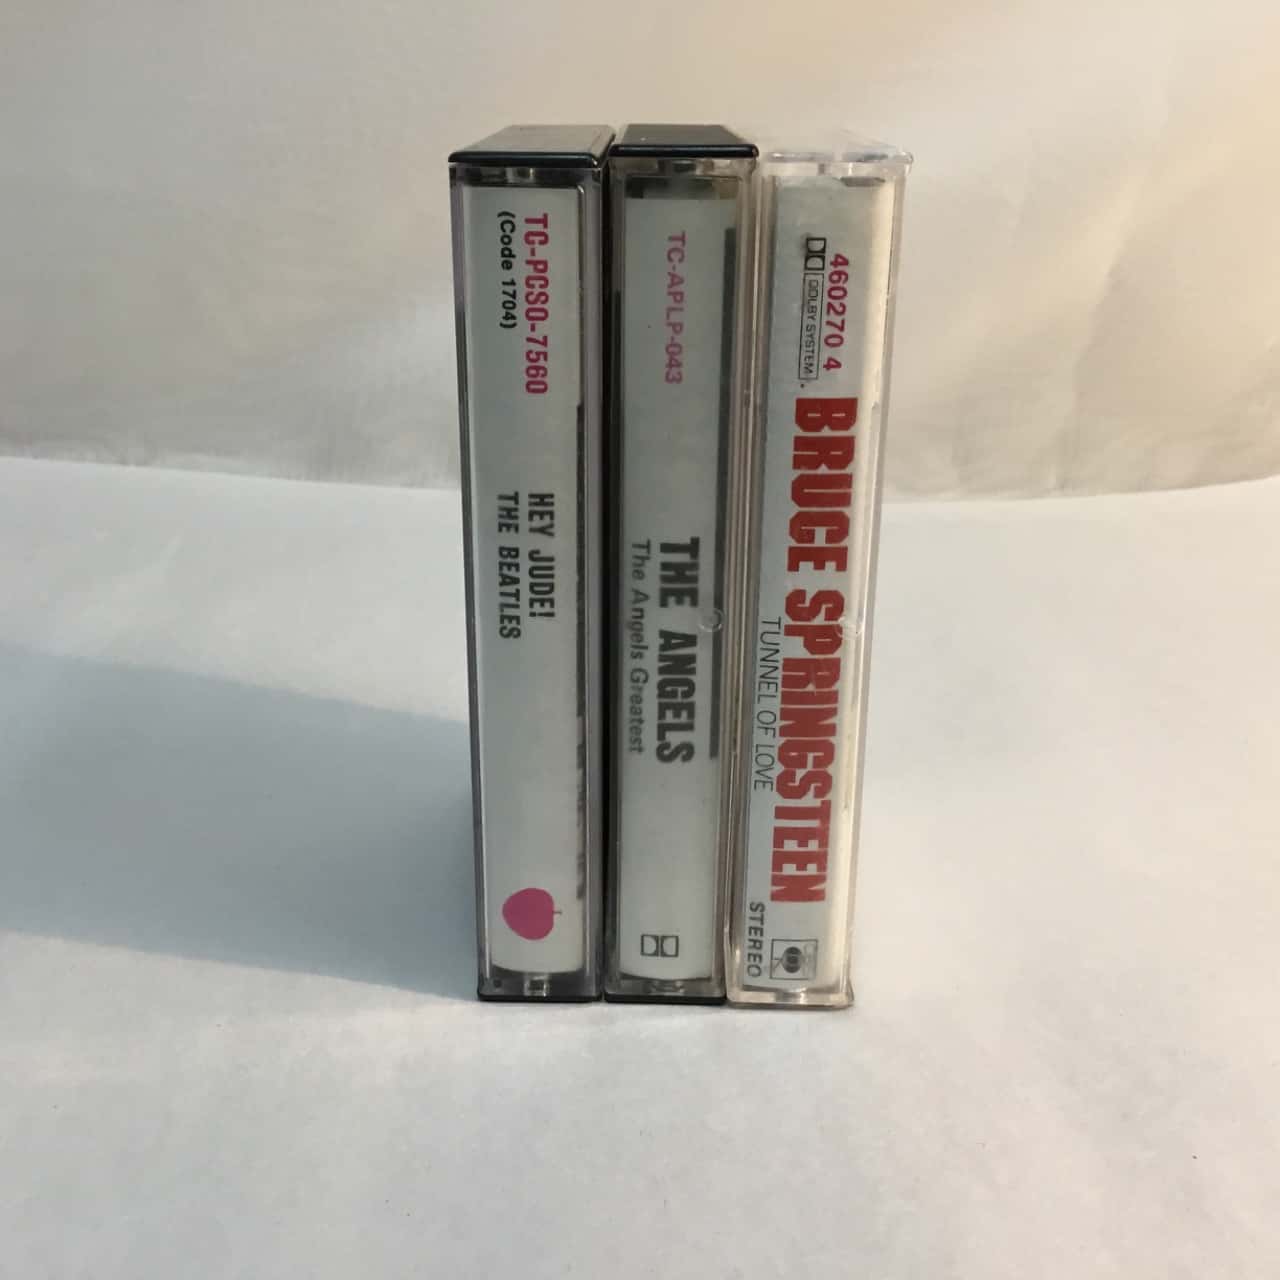 TC-PCSO-7560
(Code 1704)
HEY JUDE!
THE BEATLES
TC-APLP-043
THE ANGELS
The Angels Greatest
460270 4
DOLBY SYSTEM
BRUCE SPRINGSTEEN
TUNNEL OF LOVE
STEREO
CBS